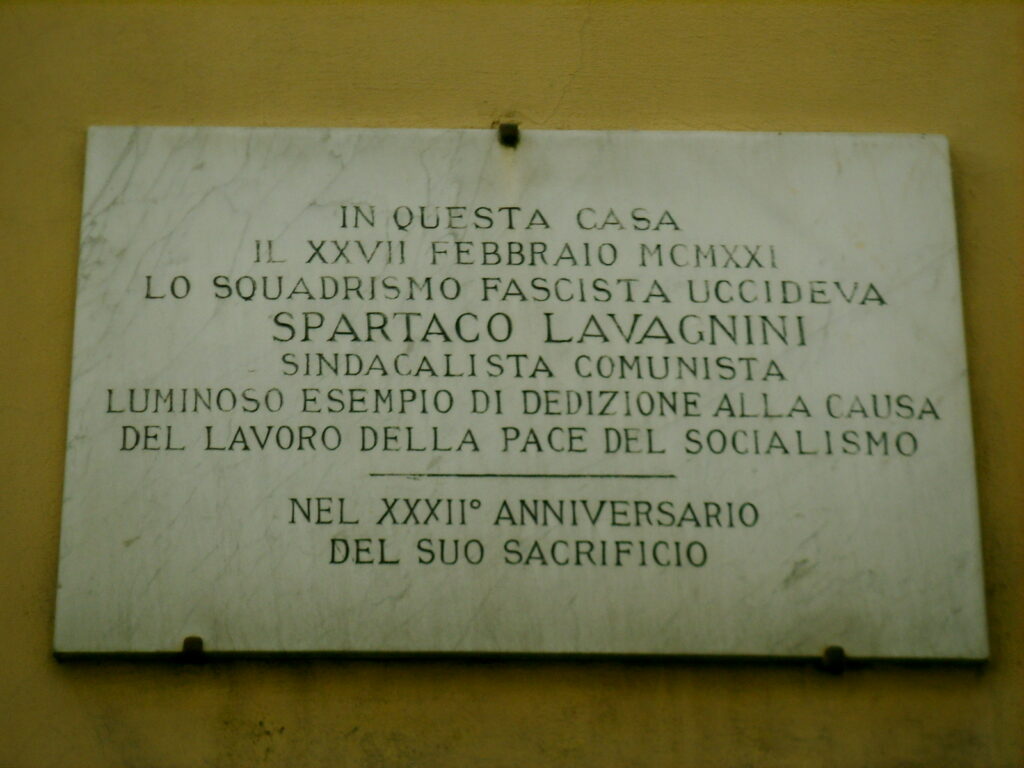 IN QUESTA CASA
IL XXVII FEBBRAIO MCMXXI
LO SQUADRISMO FASCISTA UCCIDEVA
SPARTACO LAVAGNINI
SINDACALISTA COMUNISTA
LUMINOSO ESEMPIO DI DEDIZIONE ALLA CAUSA
DEL LAVORO DELLA PACE DEL SOCIALISMO
NEL XXXII° ANNIVERSARIO
DEL SUO SACRIFICIO